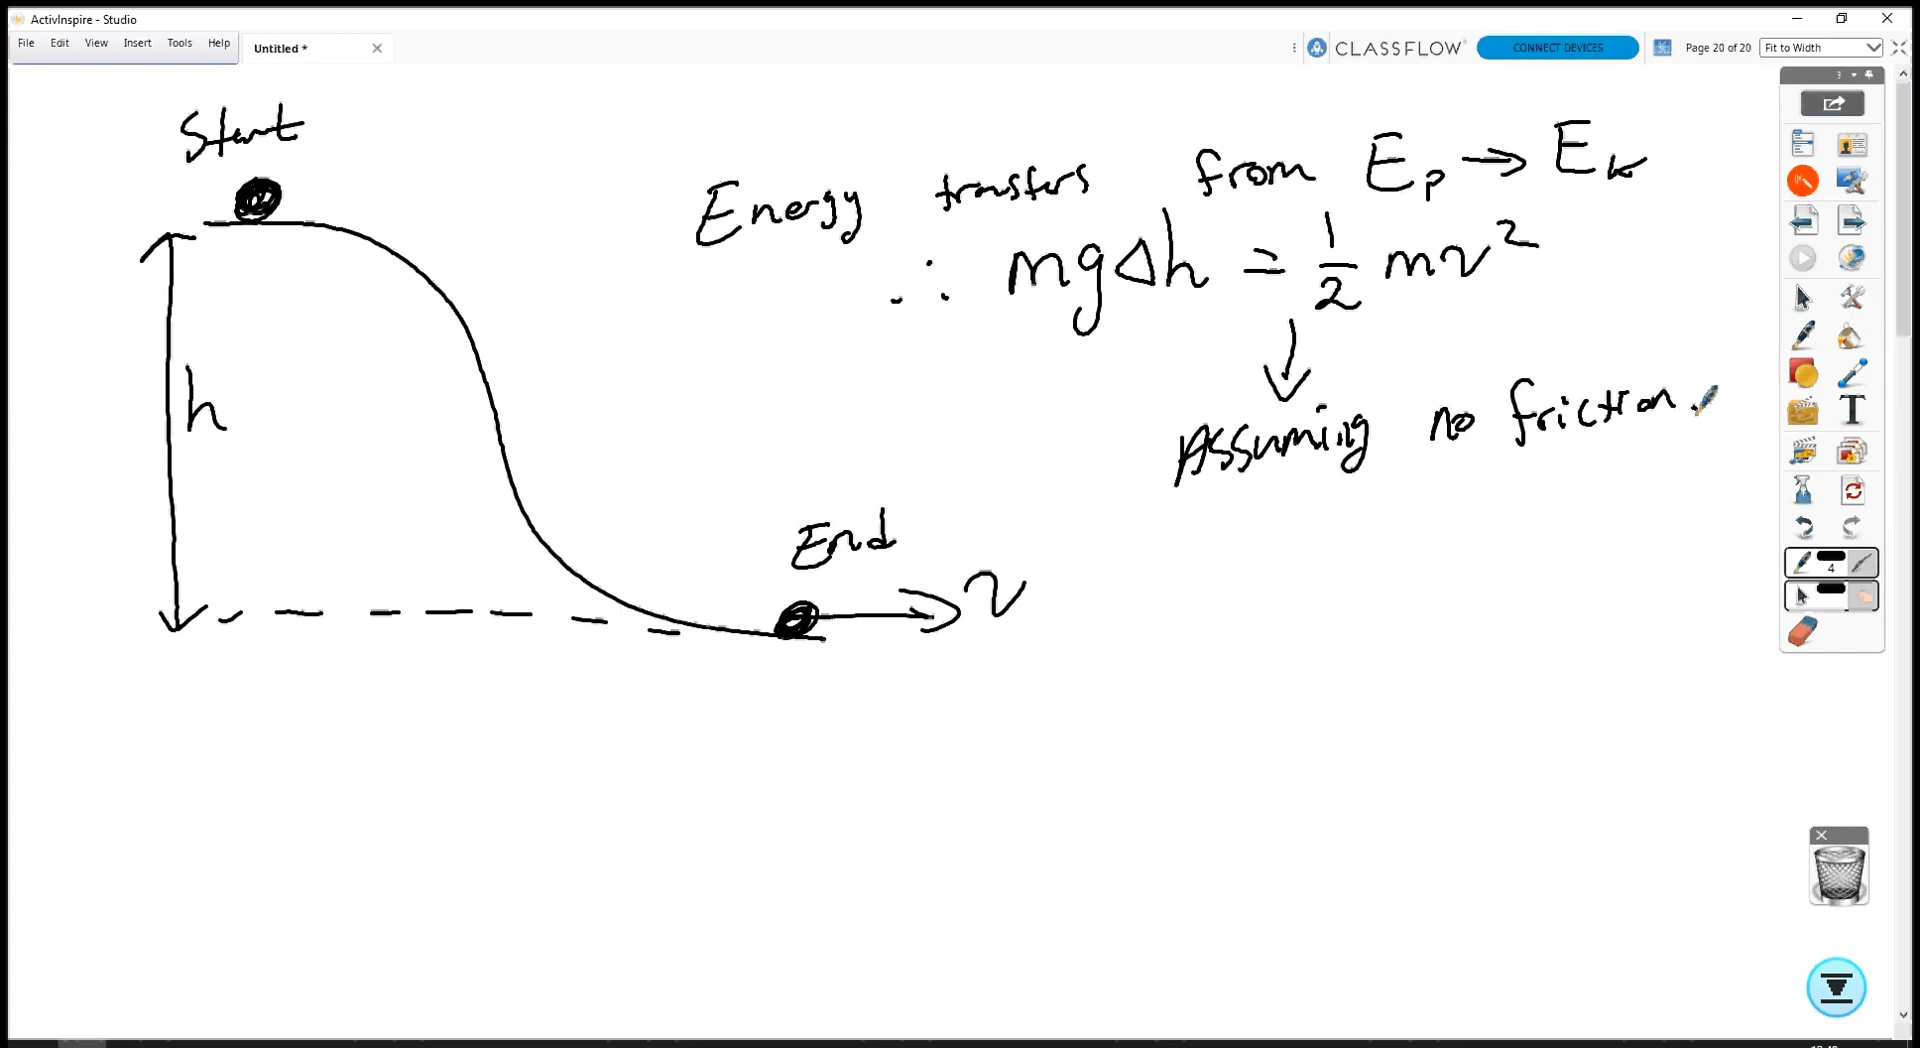 ActivInspire - Studio
File Edit View Insert Tools Help
Untitled *
CLASSFLOW
CONNECT DEVICES
Page 20 of 20
Fit to Width
Start
Energy transfers from Ep → Ek
∴ mgΔh = 1/2 mv²
Assuming no friction.
h
End
v
T
4